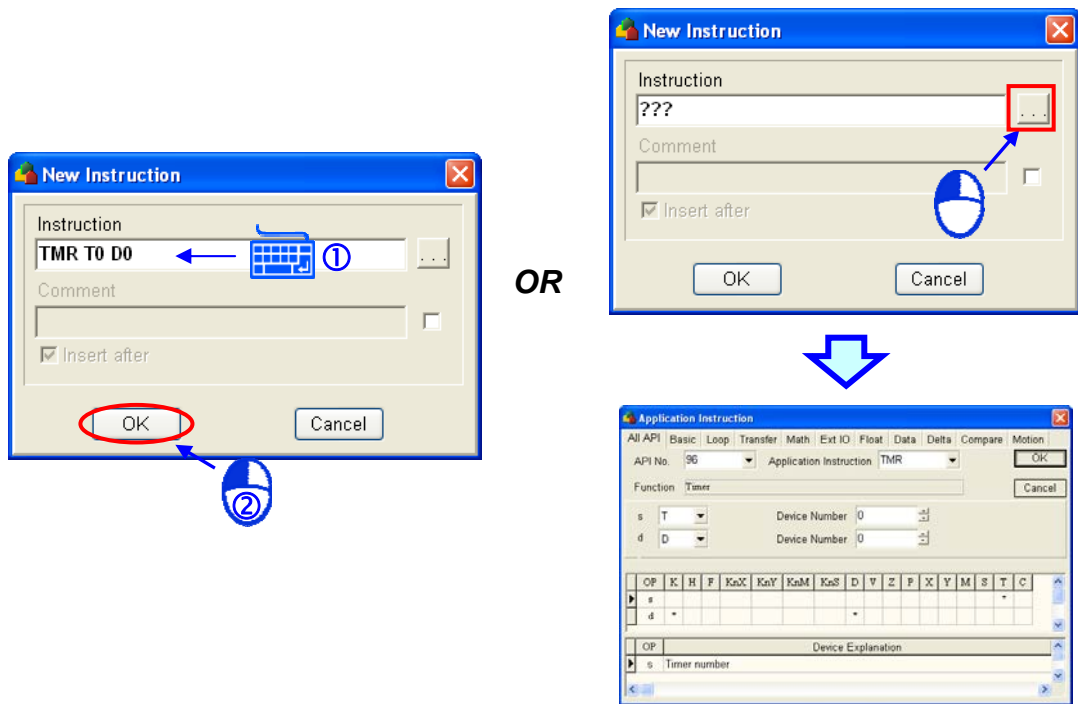 New Instruction
Instruction
TMR T0 D0
...
①
Comment
Insert after
OK
Cancel
②
OR
New Instruction
Instruction
???
...
Comment
Insert after
OK
Cancel
Application Instruction
All API Basic Loop Transfer Math Ext IO Float Data Delta Compare Motion
API No. 96 Application Instruction TMR OK
Function Timer Cancel
s T Device Number 0
d D Device Number 0
OP K H F KnX KnY KnM KnS D V Z P X Y M S T C
s *
d * *
OP Device Explanation
s Timer number